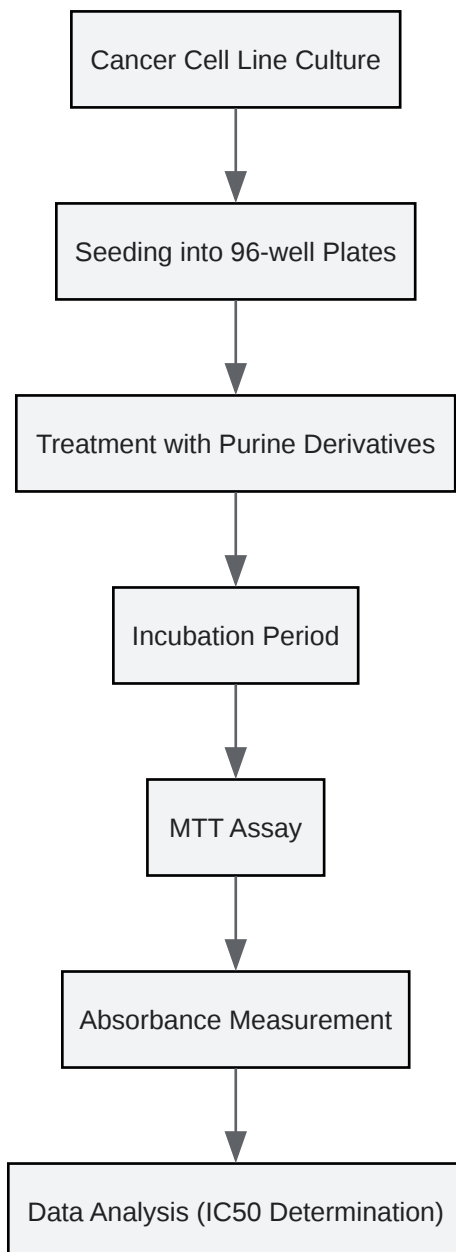 Cancer Cell Line Culture
Seeding into 96-well Plates
Treatment with Purine Derivatives
Incubation Period
MTT Assay
Absorbance Measurement
Data Analysis (IC50 Determination)